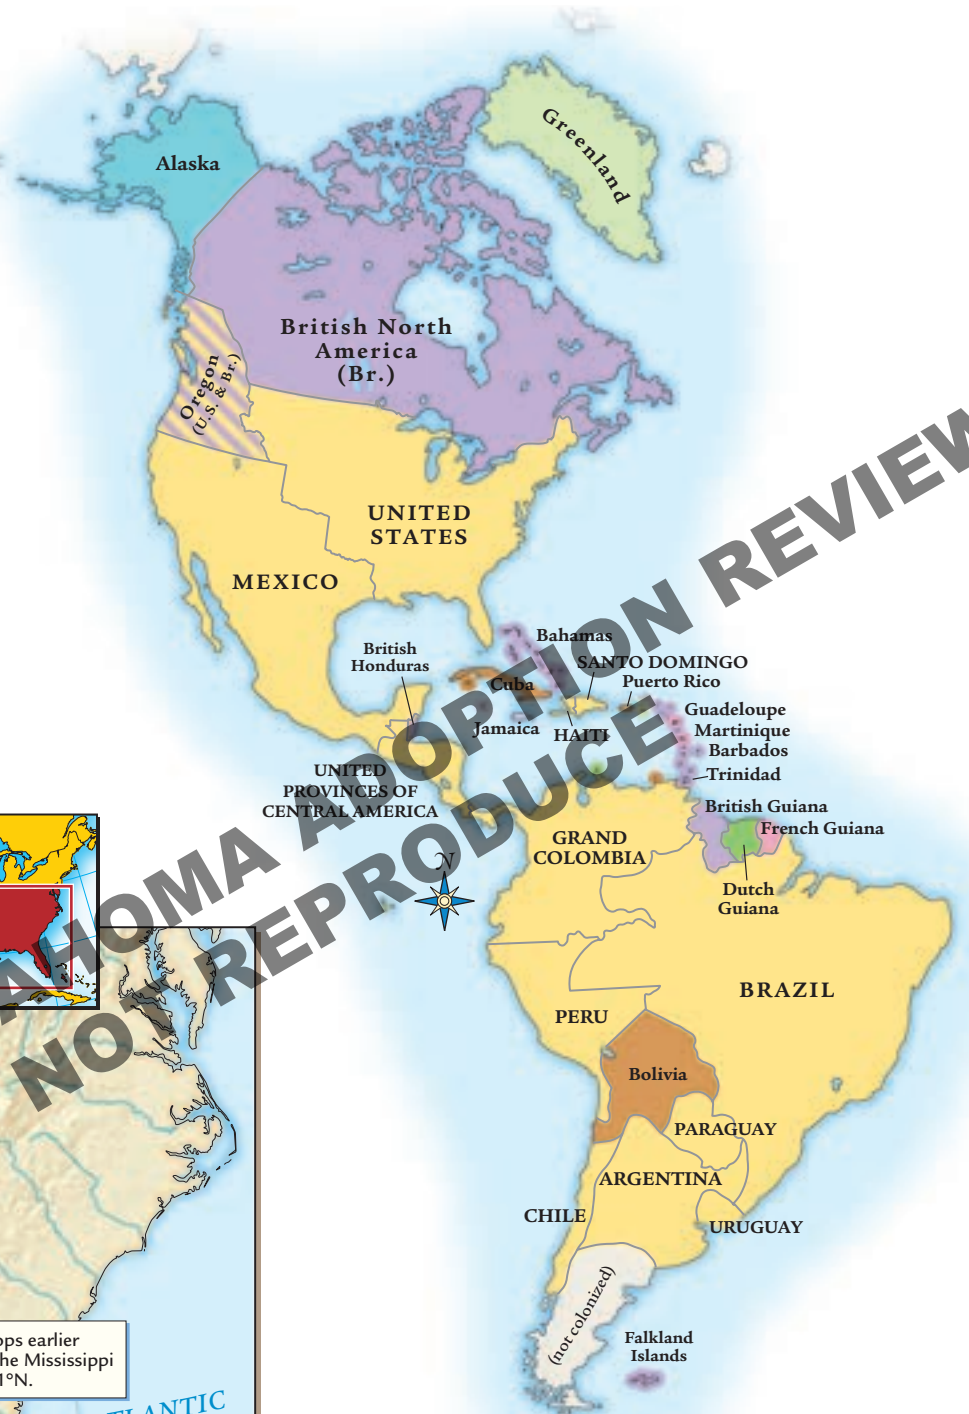 Greenland
Alaska
British North
America
(Br.)
Oregon
(U.S. & Br.)
UNITED
STATES
MEXICO
British
Honduras
Bahamas
SANTO DOMINGO
Cuba
Puerto Rico
Jamaica
HAITI
Guadeloupe
Martinique
Barbados
Trinidad
UNITED
PROVINCES OF
CENTRAL AMERICA
British Guiana
French Guiana
GRAND
COLOMBIA
Dutch
Guiana
N
BRAZIL
PERU
Bolivia
PARAGUAY
ARGENTINA
CHILE
URUGUAY
(not colonized)
Falkland
Islands
ops earlier
he Mississippi
1°N.
TLANTIC
AHOMA ADOPTION REVIEW
NOT REPRODUCE